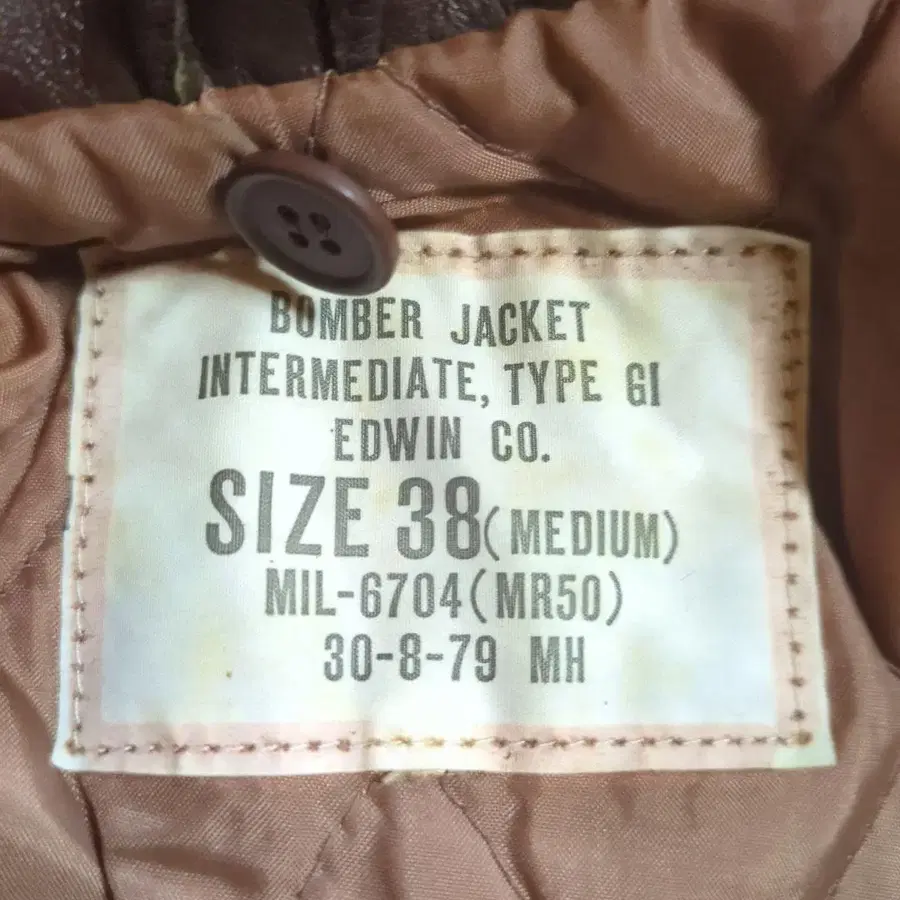 BOMBER JACKET
INTERMEDIATE, TYPE GI
EDWIN CO.
SIZE 38 (MEDIUM)
MIL-6704(MR50)
30-8-79 MH